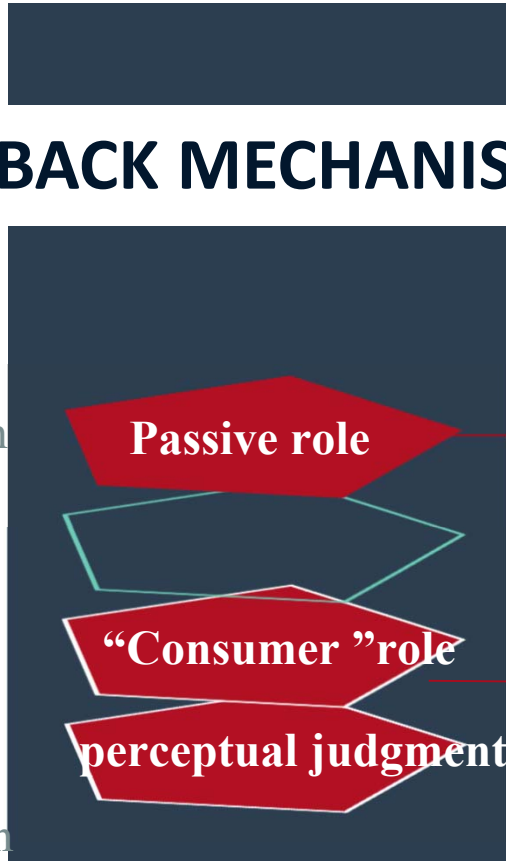 BACK MECHANIS
Passive role
“Consumer ”role
perceptual judgment